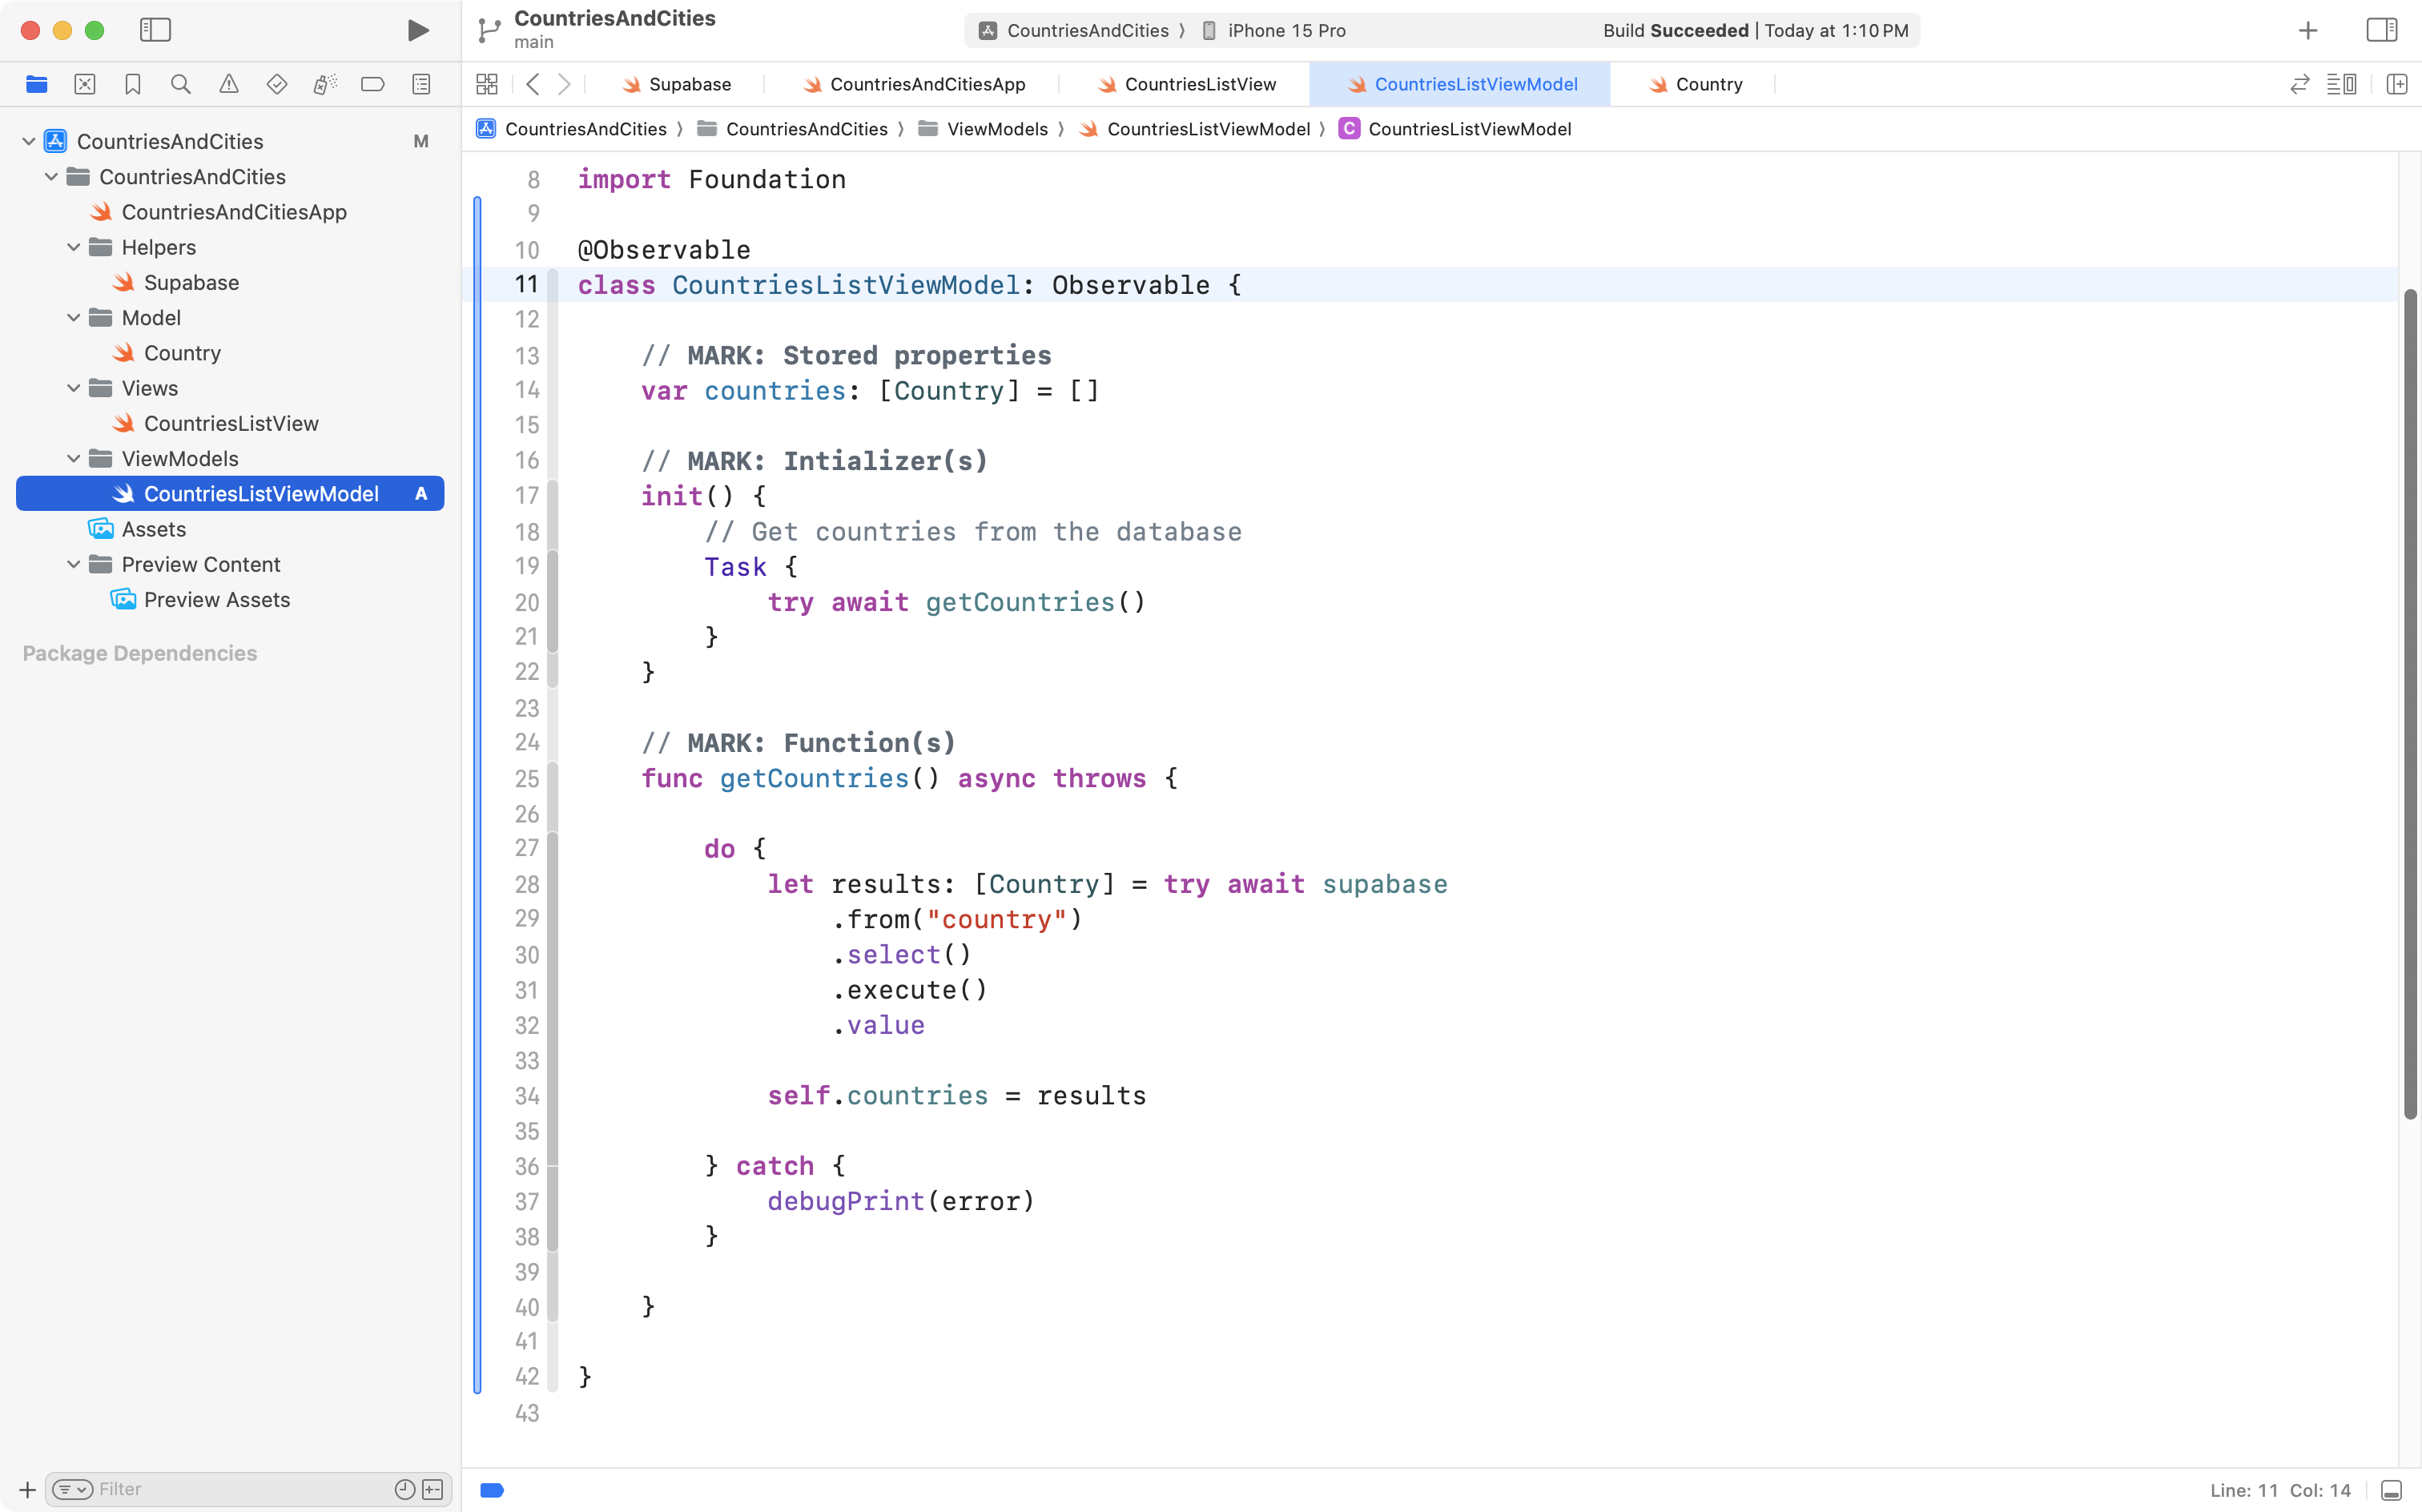 CountriesAndCities
main
CountriesAndCities 〉 iPhone 15 Pro
Build Succeeded | Today at 1:10 PM
Supabase
CountriesAndCitiesApp
CountriesListView
CountriesListViewModel
Country
CountriesAndCities 〉 CountriesAndCities 〉 ViewModels 〉 CountriesListViewModel 〉 C CountriesListViewModel
CountriesAndCities M
CountriesAndCities
CountriesAndCitiesApp
Helpers
Supabase
Model
Country
Views
CountriesListView
ViewModels
CountriesListViewModel A
Assets
Preview Content
Preview Assets
Package Dependencies
Filter
8 import Foundation
9
10 @Observable
11 class CountriesListViewModel: Observable {
12
13 // MARK: Stored properties
14 var countries: [Country] = []
15
16 // MARK: Intializer(s)
17 init() {
18 // Get countries from the database
19 Task {
20 try await getCountries()
21 }
22 }
23
24 // MARK: Function(s)
25 func getCountries() async throws {
26
27 do {
28 let results: [Country] = try await supabase
29 .from("country")
30 .select()
31 .execute()
32 .value
33
34 self.countries = results
35
36 } catch {
37 debugPrint(error)
38 }
39
40 }
41
42 }
43
Line: 11 Col: 14